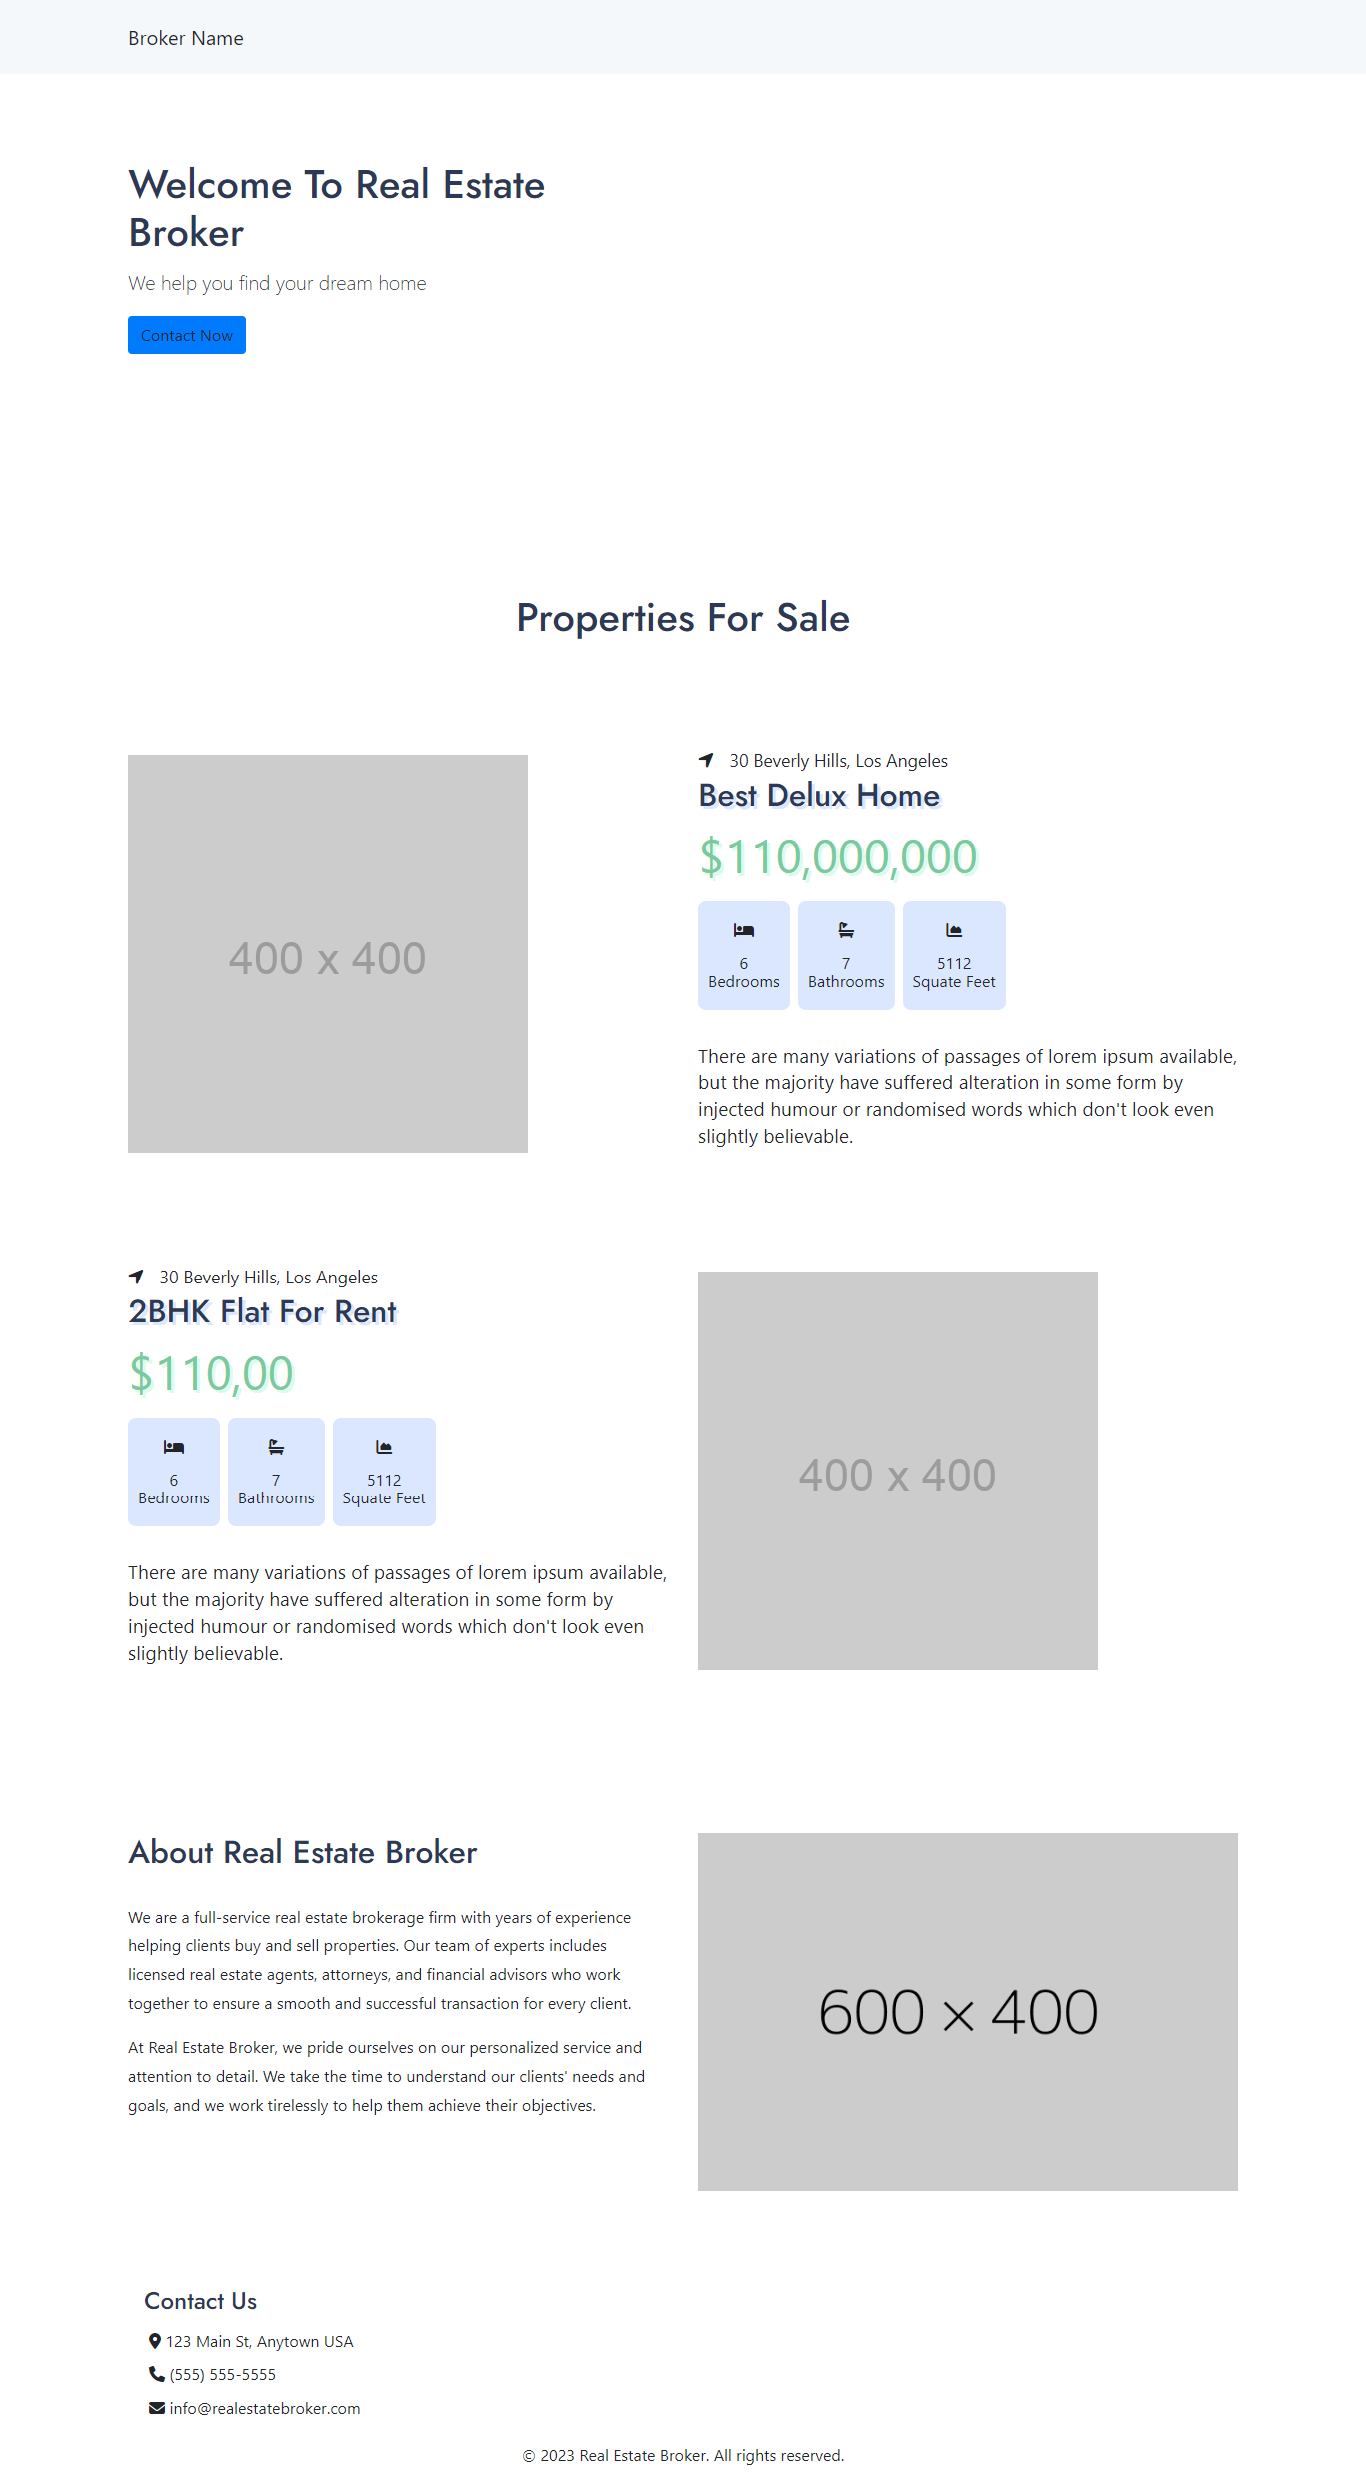 Broker Name
Welcome To Real Estate
Broker
We help you find your dream home
Contact Now
Properties For Sale
400 x 400
30 Beverly Hills, Los Angeles
Best Delux Home
$110,000,000
6 7 5112
Bedrooms Bathrooms Squate Feet
There are many variations of passages of lorem ipsum available,
but the majority have suffered alteration in some form by
injected humour or randomised words which don't look even
slightly believable.
30 Beverly Hills, Los Angeles
2BHK Flat For Rent
$110,00
6 7 5112
Bedrooms Bathrooms Squate Feet
There are many variations of passages of lorem ipsum available,
but the majority have suffered alteration in some form by
injected humour or randomised words which don't look even
slightly believable.
400 x 400
About Real Estate Broker
We are a full-service real estate brokerage firm with years of experience
helping clients buy and sell properties. Our team of experts includes
licensed real estate agents, attorneys, and financial advisors who work
together to ensure a smooth and successful transaction for every client.
At Real Estate Broker, we pride ourselves on our personalized service and
attention to detail. We take the time to understand our clients' needs and
goals, and we work tirelessly to help them achieve their objectives.
600 × 400
Contact Us
123 Main St, Anytown USA
(555) 555-5555
info@realestatebroker.com
© 2023 Real Estate Broker. All rights reserved.